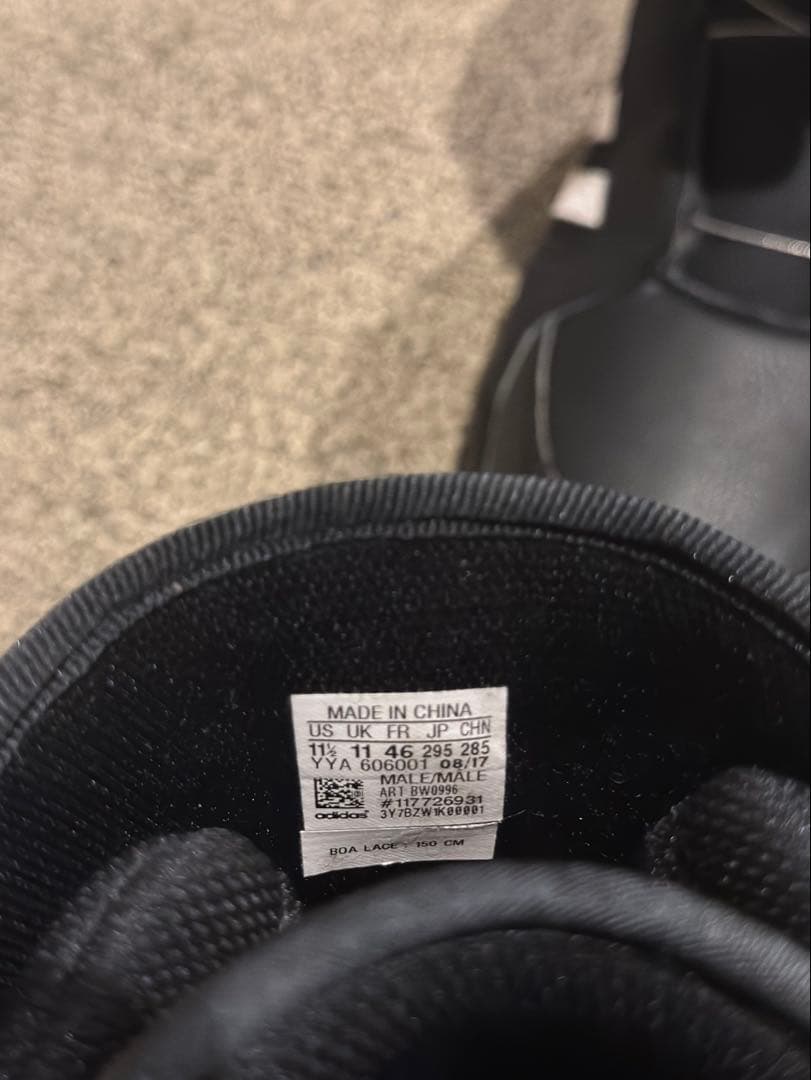 MADE IN CHINA
US UK FR JP CHN
11½ 11 46 295 285
YYA 606001 08/17
MALE/MALE
ART BW0996
#117726931
adidas 3Y7BZW1K00001
BOA LACE : 150 CM